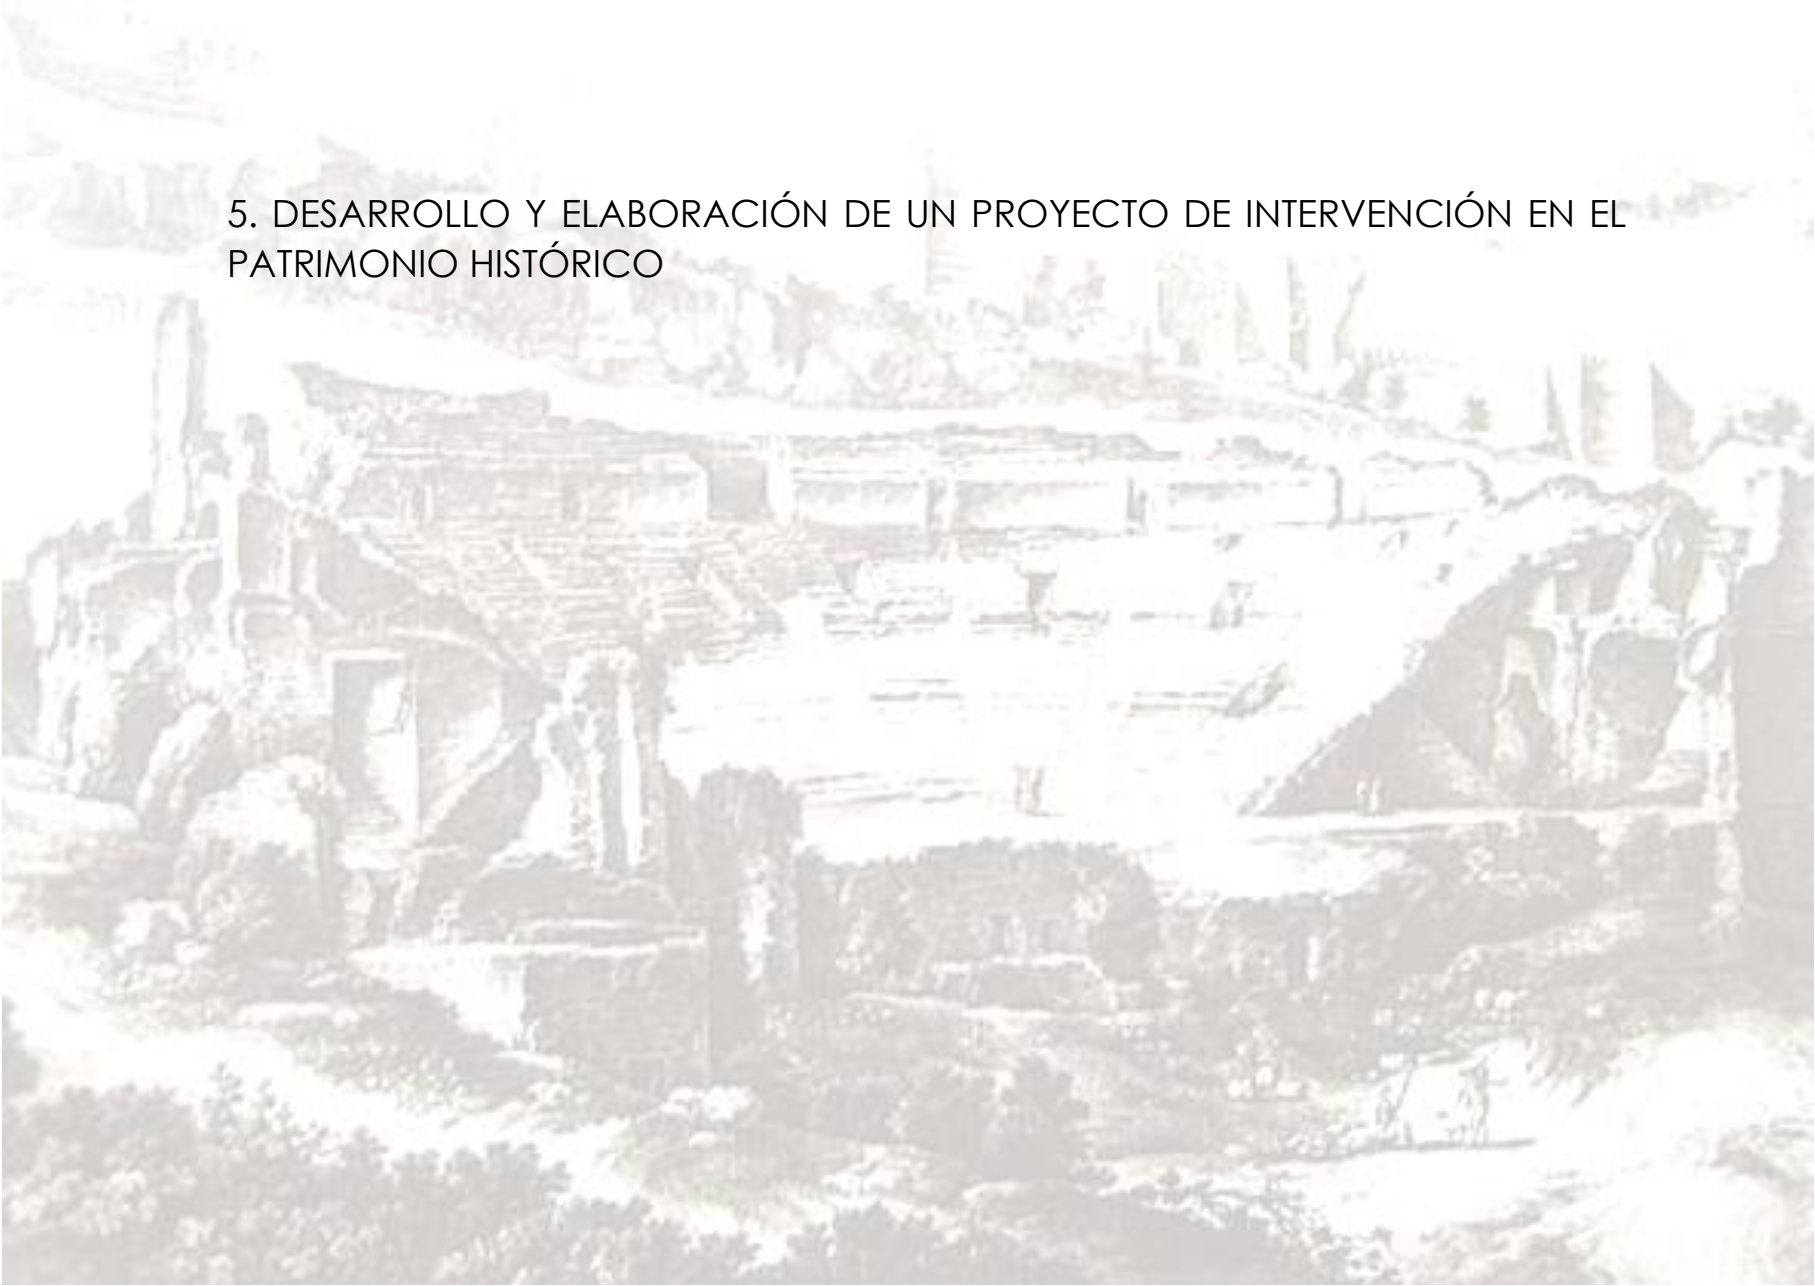 5. DESARROLLO Y ELABORACIÓN DE UN PROYECTO DE INTERVENCIÓN EN EL
PATRIMONIO HISTÓRICO